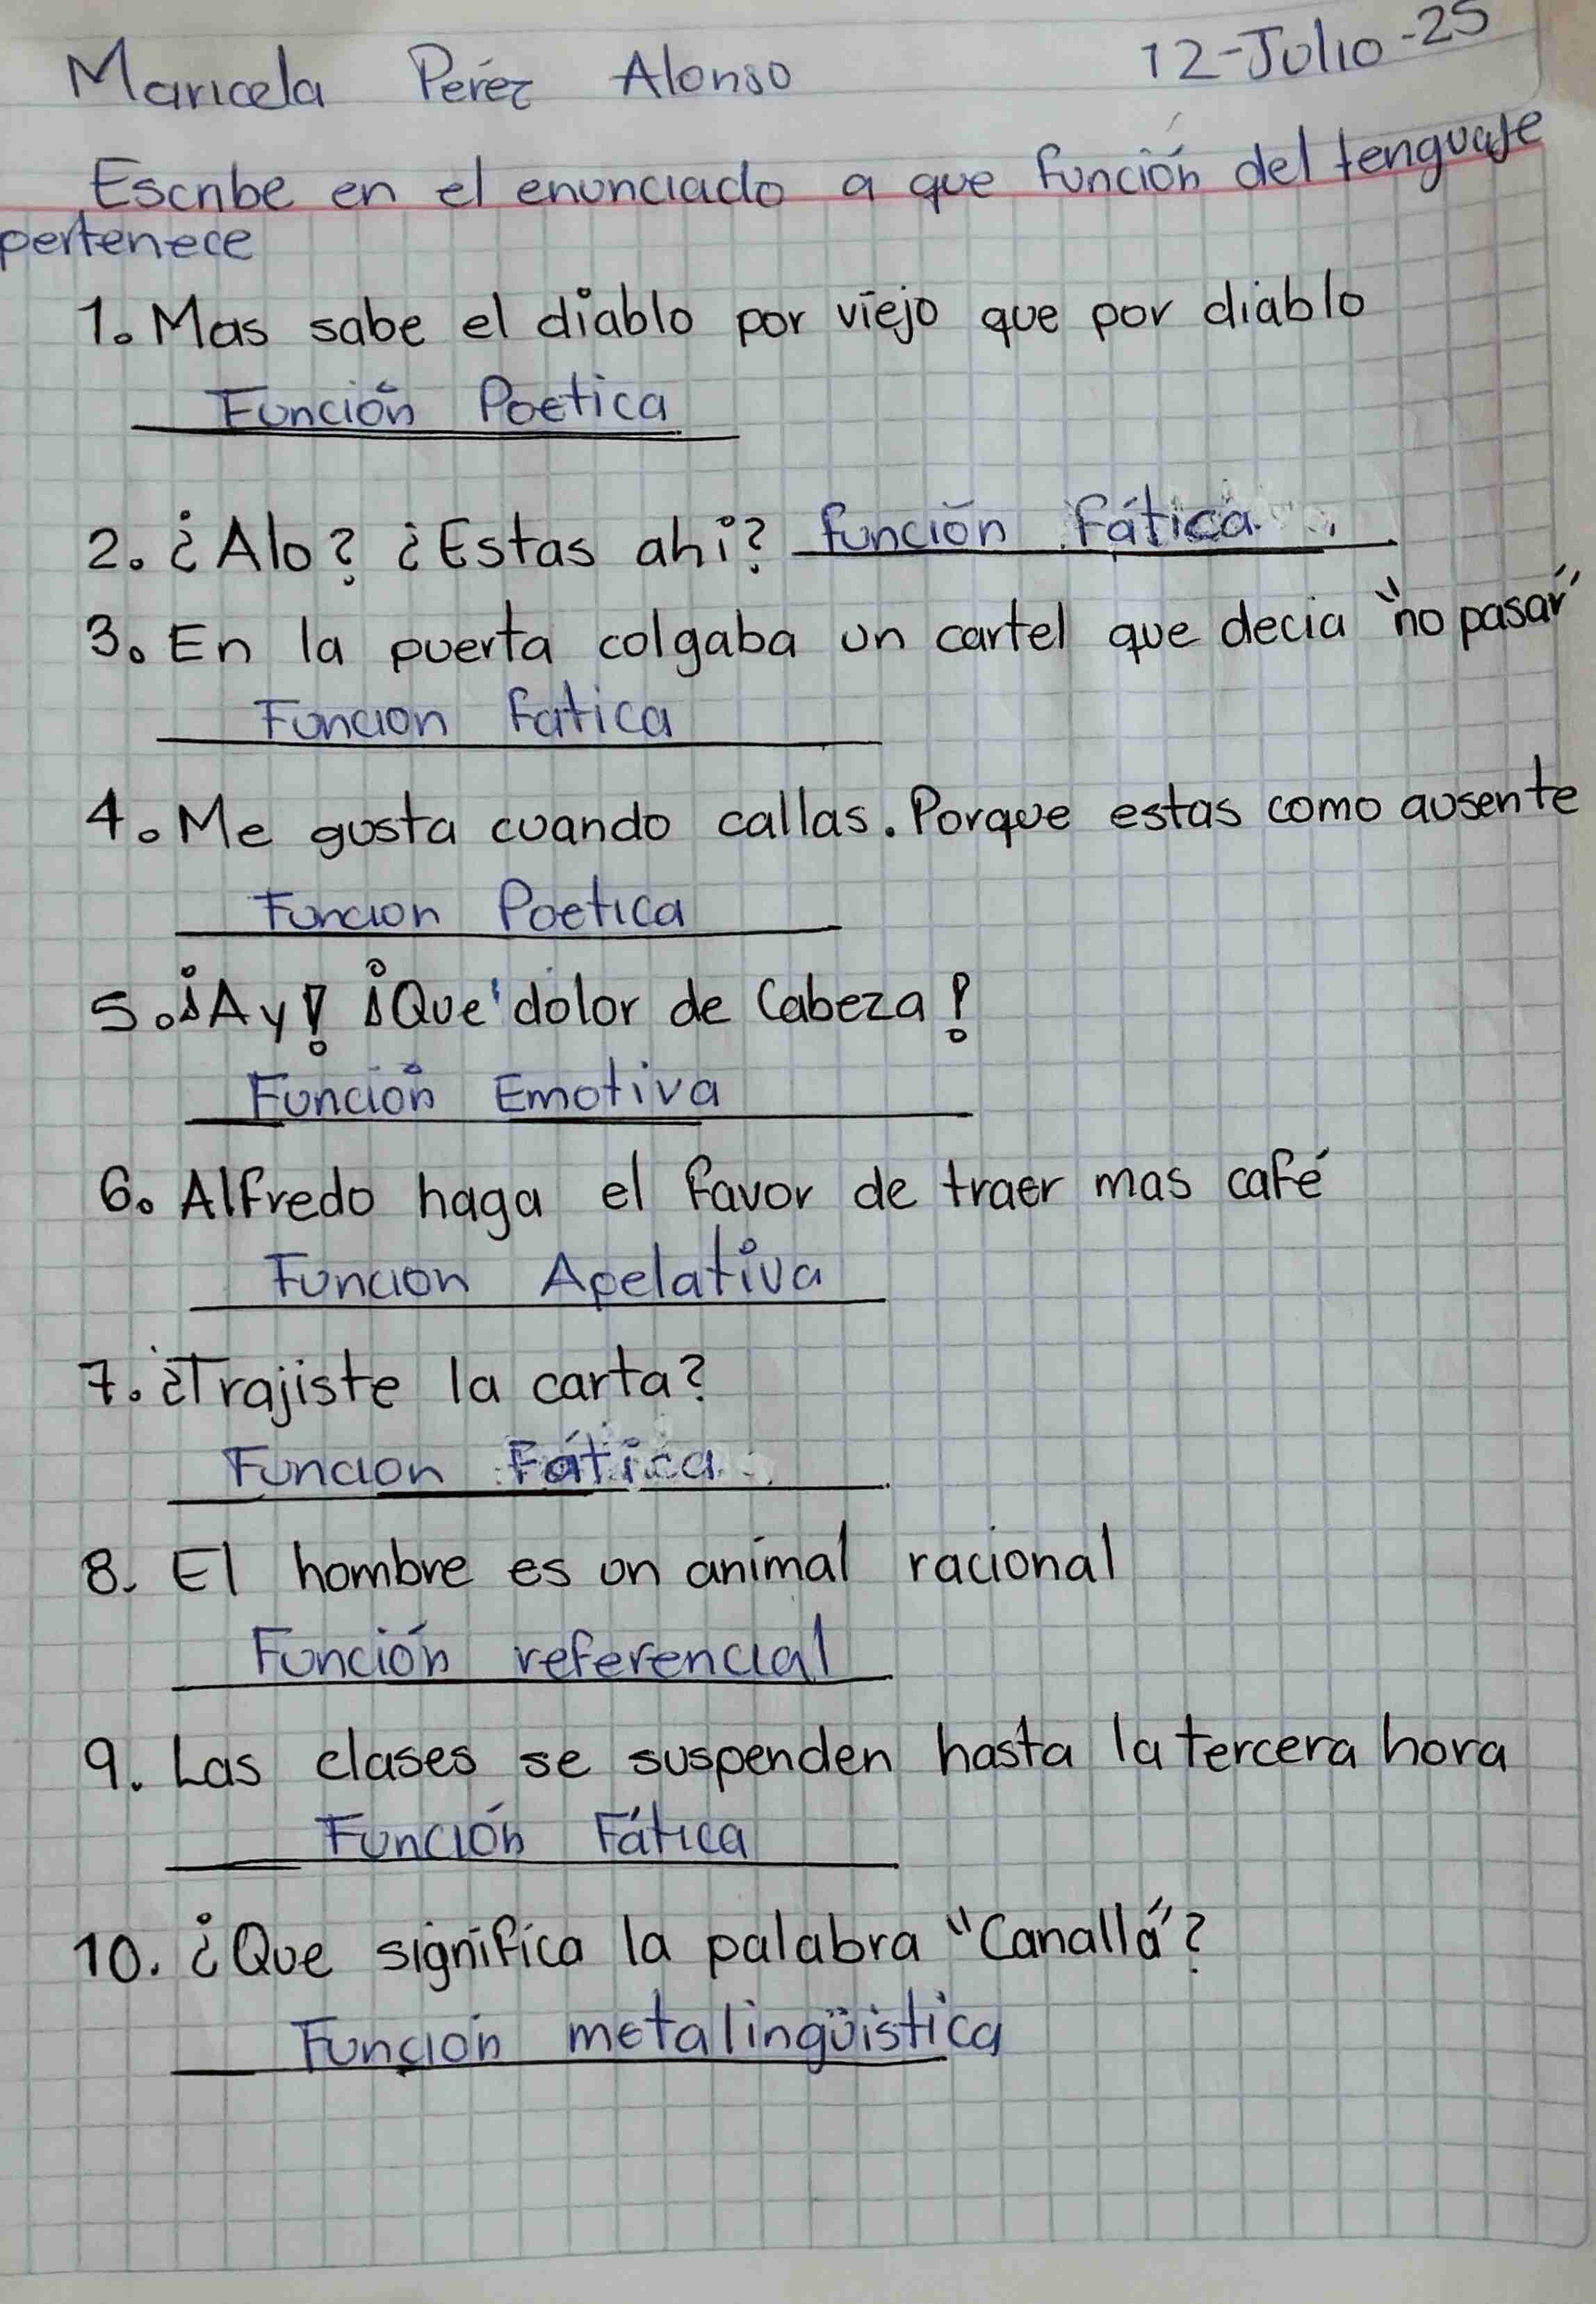 Maricela Peréz Alonso
12-Julio-25
Escribe en el enunciado a que función del lenguaje
pertenece
1. Mas sabe el diablo por viejo que por diablo
Función Poetica
2. ¿Alo? ¿Estas ahi? función Fática
3. En la puerta colgaba un cartel que decia "no pasar"
Funcion Fatica
4. Me gusta cuando callas. Porque estas como ausente
Funcion Poetica
5. ¡Ay! ¡Que dolor de Cabeza!
Función Emotiva
6. Alfredo haga el favor de traer mas café
Funcion Apelativa
7. ¿Trajiste la carta?
Funcion Fática
8. El hombre es un animal racional
Función referencial
9. Las clases se suspenden hasta la tercera hora
Función Fática
10. ¿Que significa la palabra "Canalla"?
Función metalingüistica